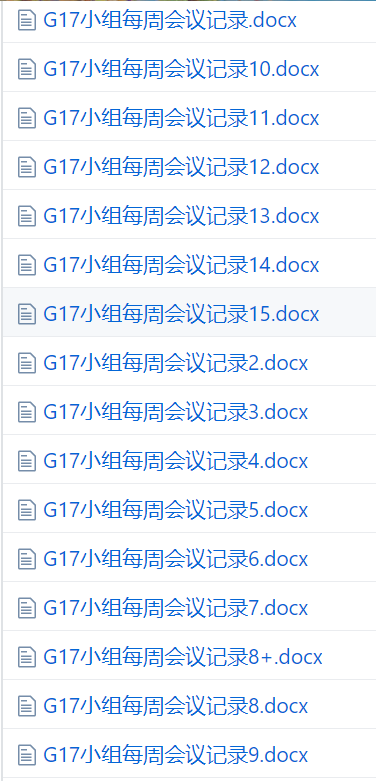 G17小组每周会议记录.docx
G17小组每周会议记录10.docx
G17小组每周会议记录11.docx
G17小组每周会议记录12.docx
G17小组每周会议记录13.docx
G17小组每周会议记录14.docx
G17小组每周会议记录15.docx
G17小组每周会议记录2.docx
G17小组每周会议记录3.docx
G17小组每周会议记录4.docx
G17小组每周会议记录5.docx
G17小组每周会议记录6.docx
G17小组每周会议记录7.docx
G17小组每周会议记录8+.docx
G17小组每周会议记录8.docx
G17小组每周会议记录9.docx